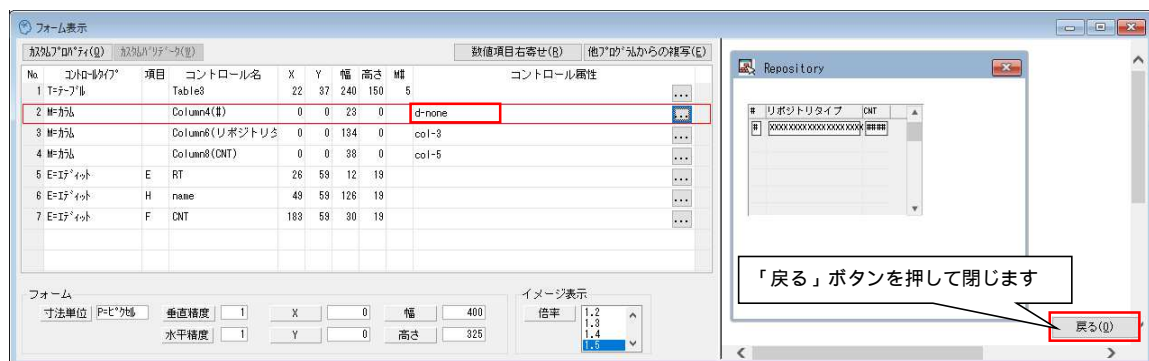 フォーム表示
カスタムプロパティ(Q) カスタムバリデータ(W) 数値項目右寄せ(R) 他プログラムからの複写(E)
No. コントロールタイプ 項目 コントロール名 X Y 幅 高さ M# コントロール属性
1 T=テーブル Table3 22 37 240 150 5 ...
2 M=カラム Column4(#) 0 0 23 0 d-none ...
3 M=カラム Column6(リポジトリタ 0 0 134 0 col-3 ...
4 M=カラム Column8(CNT) 0 0 38 0 col-5 ...
5 E=エディット E RT 26 59 12 19 ...
6 E=エディット H name 49 59 126 19 ...
7 E=エディット F CNT 183 59 30 19 ...
フォーム
寸法単位 P=ピクセル 垂直精度 1 X 0 幅 400
水平精度 1 Y 0 高さ 325
イメージ表示
倍率 1.2
1.3
1.4
1.5
Repository
# リポジトリタイプ CNT
# XXXXXXXXXXXXXXXXXXXX ####
「戻る」ボタンを押して閉じます
戻る(Q)